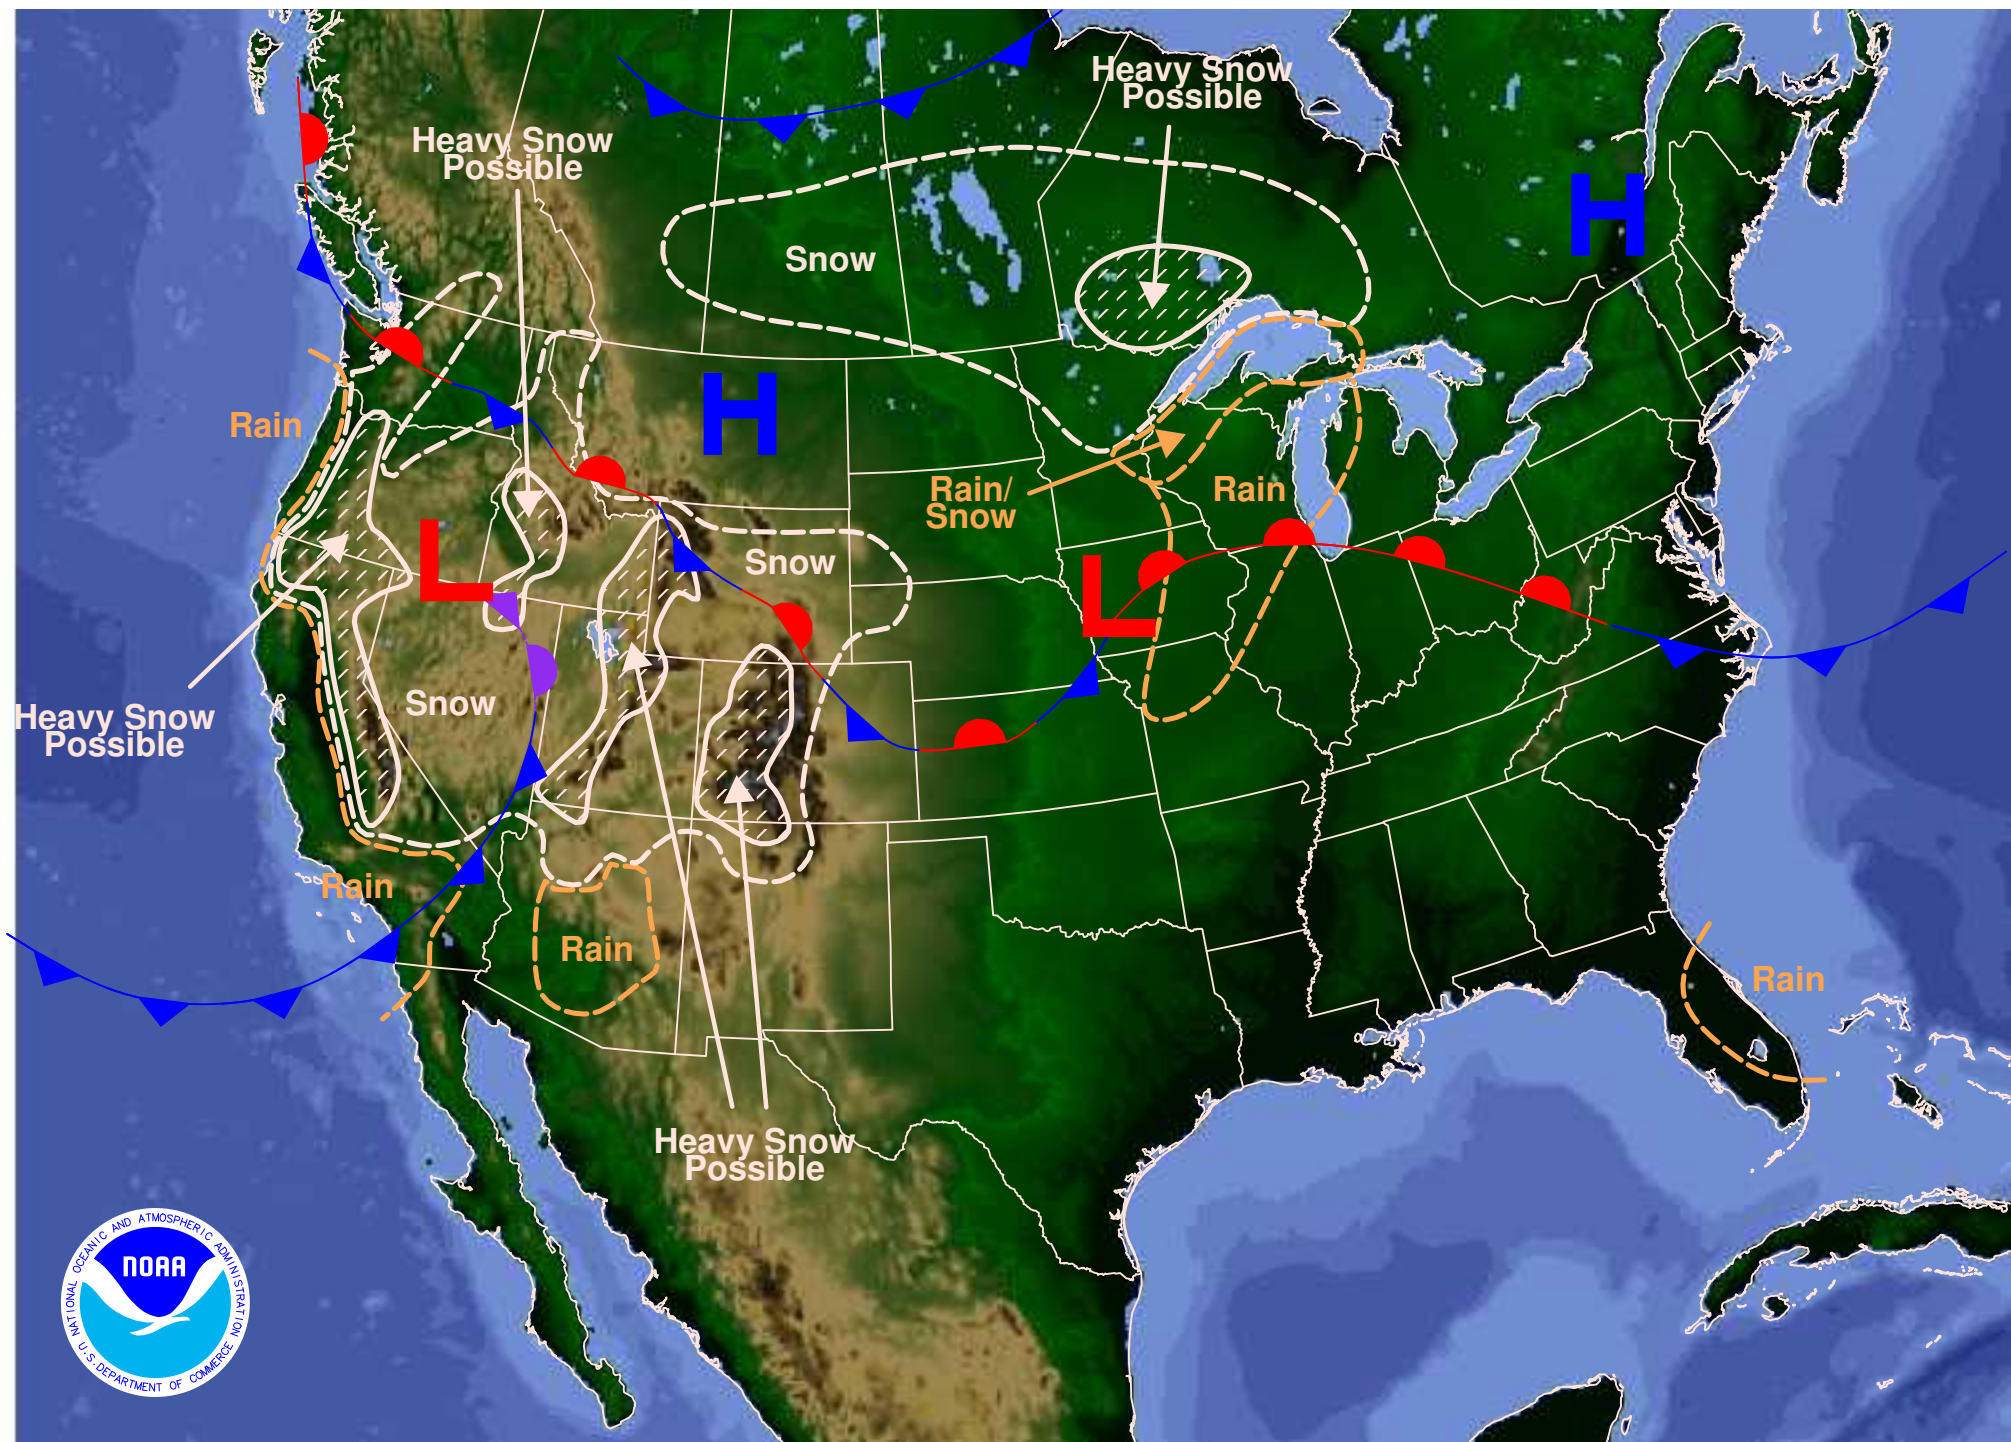 Heavy Snow
Possible
Heavy Snow
Possible
H
Snow
H
Rain
Rain/
Snow
Rain
L
Snow
L
Snow
Heavy Snow
Possible
Rain
Rain
Rain
Heavy Snow
Possible
NATIONAL OCEANIC AND ATMOSPHERIC ADMINISTRATION
NOAA
U.S. DEPARTMENT OF COMMERCE